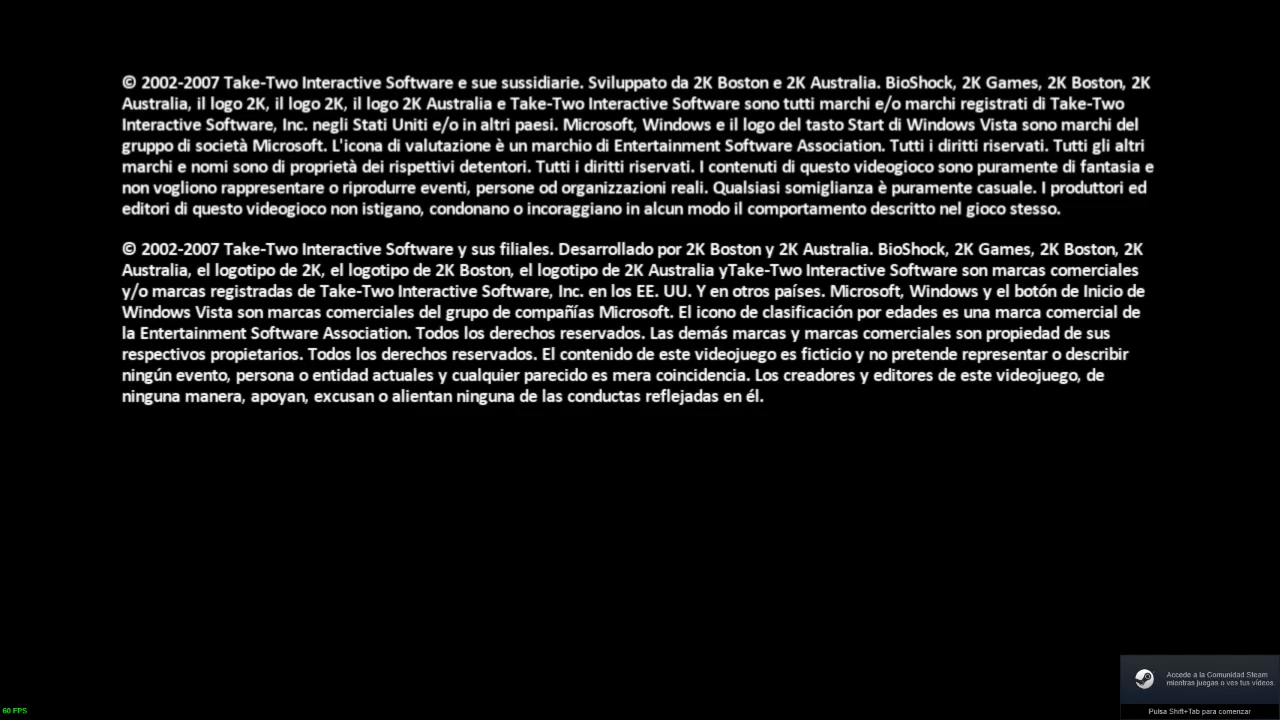 © 2002-2007 Take-Two Interactive Software e sue sussidiarie. Sviluppato da 2K Boston e 2K Australia. BioShock, 2K Games, 2K Boston, 2K
Australia, il logo 2K, il logo 2K, il logo 2K Australia e Take-Two Interactive Software sono tutti marchi e/o marchi registrati di Take-Two
Interactive Software, Inc. negli Stati Uniti e/o in altri paesi. Microsoft, Windows e il logo del tasto Start di Windows Vista sono marchi del
gruppo di società Microsoft. L'icona di valutazione è un marchio di Entertainment Software Association. Tutti i diritti riservati. Tutti gli altri
marchi e nomi sono di proprietà dei rispettivi detentori. Tutti i diritti riservati. I contenuti di questo videogioco sono puramente di fantasia e
non vogliono rappresentare o riprodurre eventi, persone od organizzazioni reali. Qualsiasi somiglianza è puramente casuale. I produttori ed
editori di questo videogioco non istigano, condonano o incoraggiano in alcun modo il comportamento descritto nel gioco stesso.
© 2002-2007 Take-Two Interactive Software y sus filiales. Desarrollado por 2K Boston y 2K Australia. BioShock, 2K Games, 2K Boston, 2K
Australia, el logotipo de 2K, el logotipo de 2K Boston, el logotipo de 2K Australia yTake-Two Interactive Software son marcas comerciales
y/o marcas registradas de Take-Two Interactive Software, Inc. en los EE. UU. Y en otros países. Microsoft, Windows y el botón de Inicio de
Windows Vista son marcas comerciales del grupo de compañías Microsoft. El icono de clasificación por edades es una marca comercial de
la Entertainment Software Association. Todos los derechos reservados. Las demás marcas y marcas comerciales son propiedad de sus
respectivos propietarios. Todos los derechos reservados. El contenido de este videojuego es ficticio y no pretende representar o describir
ningún evento, persona o entidad actuales y cualquier parecido es mera coincidencia. Los creadores y editores de este videojuego, de
ninguna manera, apoyan, excusan o alientan ninguna de las conductas reflejadas en él.
Accede a la Comunidad Steam
mientras juegas o ves tus vídeos.
Pulsa Shift+Tab para comenzar
60 FPS